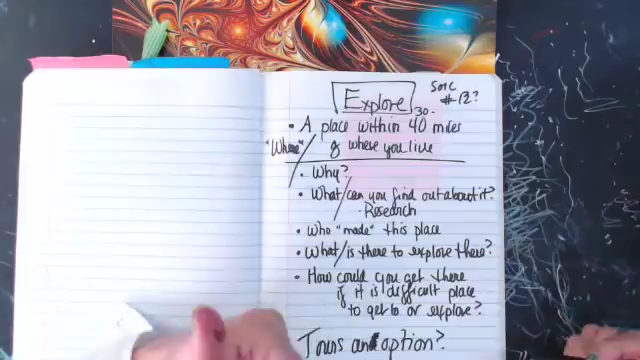 SOLC
Explore #12?
30-
• A place within 40 miles
"Where" of where you live
• Why?
• What can you find out about it?
- Research
• Who "made" this place
• What is there to explore there?
• How could you get there
if it is difficult place
to get to or explore?
Tours an option?